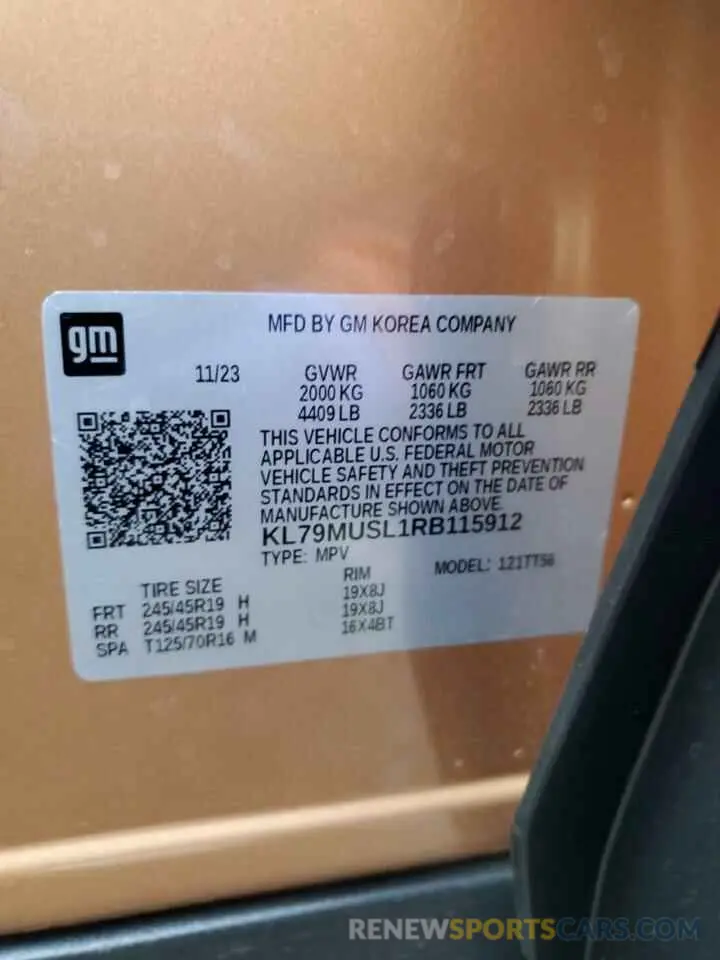 gm
MFD BY GM KOREA COMPANY
11/23 GVWR GAWR FRT GAWR RR
2000 KG 1060 KG 1060 KG
4409 LB 2336 LB 2336 LB
THIS VEHICLE CONFORMS TO ALL
APPLICABLE U.S. FEDERAL MOTOR
VEHICLE SAFETY AND THEFT PREVENTION
STANDARDS IN EFFECT ON THE DATE OF
MANUFACTURE SHOWN ABOVE.
KL79MUSL1RB115912
TYPE: MPV MODEL: 121TT56
TIRE SIZE RIM
FRT 245/45R19 H 19X8J
RR 245/45R19 H 19X8J
SPA T125/70R16 M 16X4BT
RENEWSPORTSCARS.COM